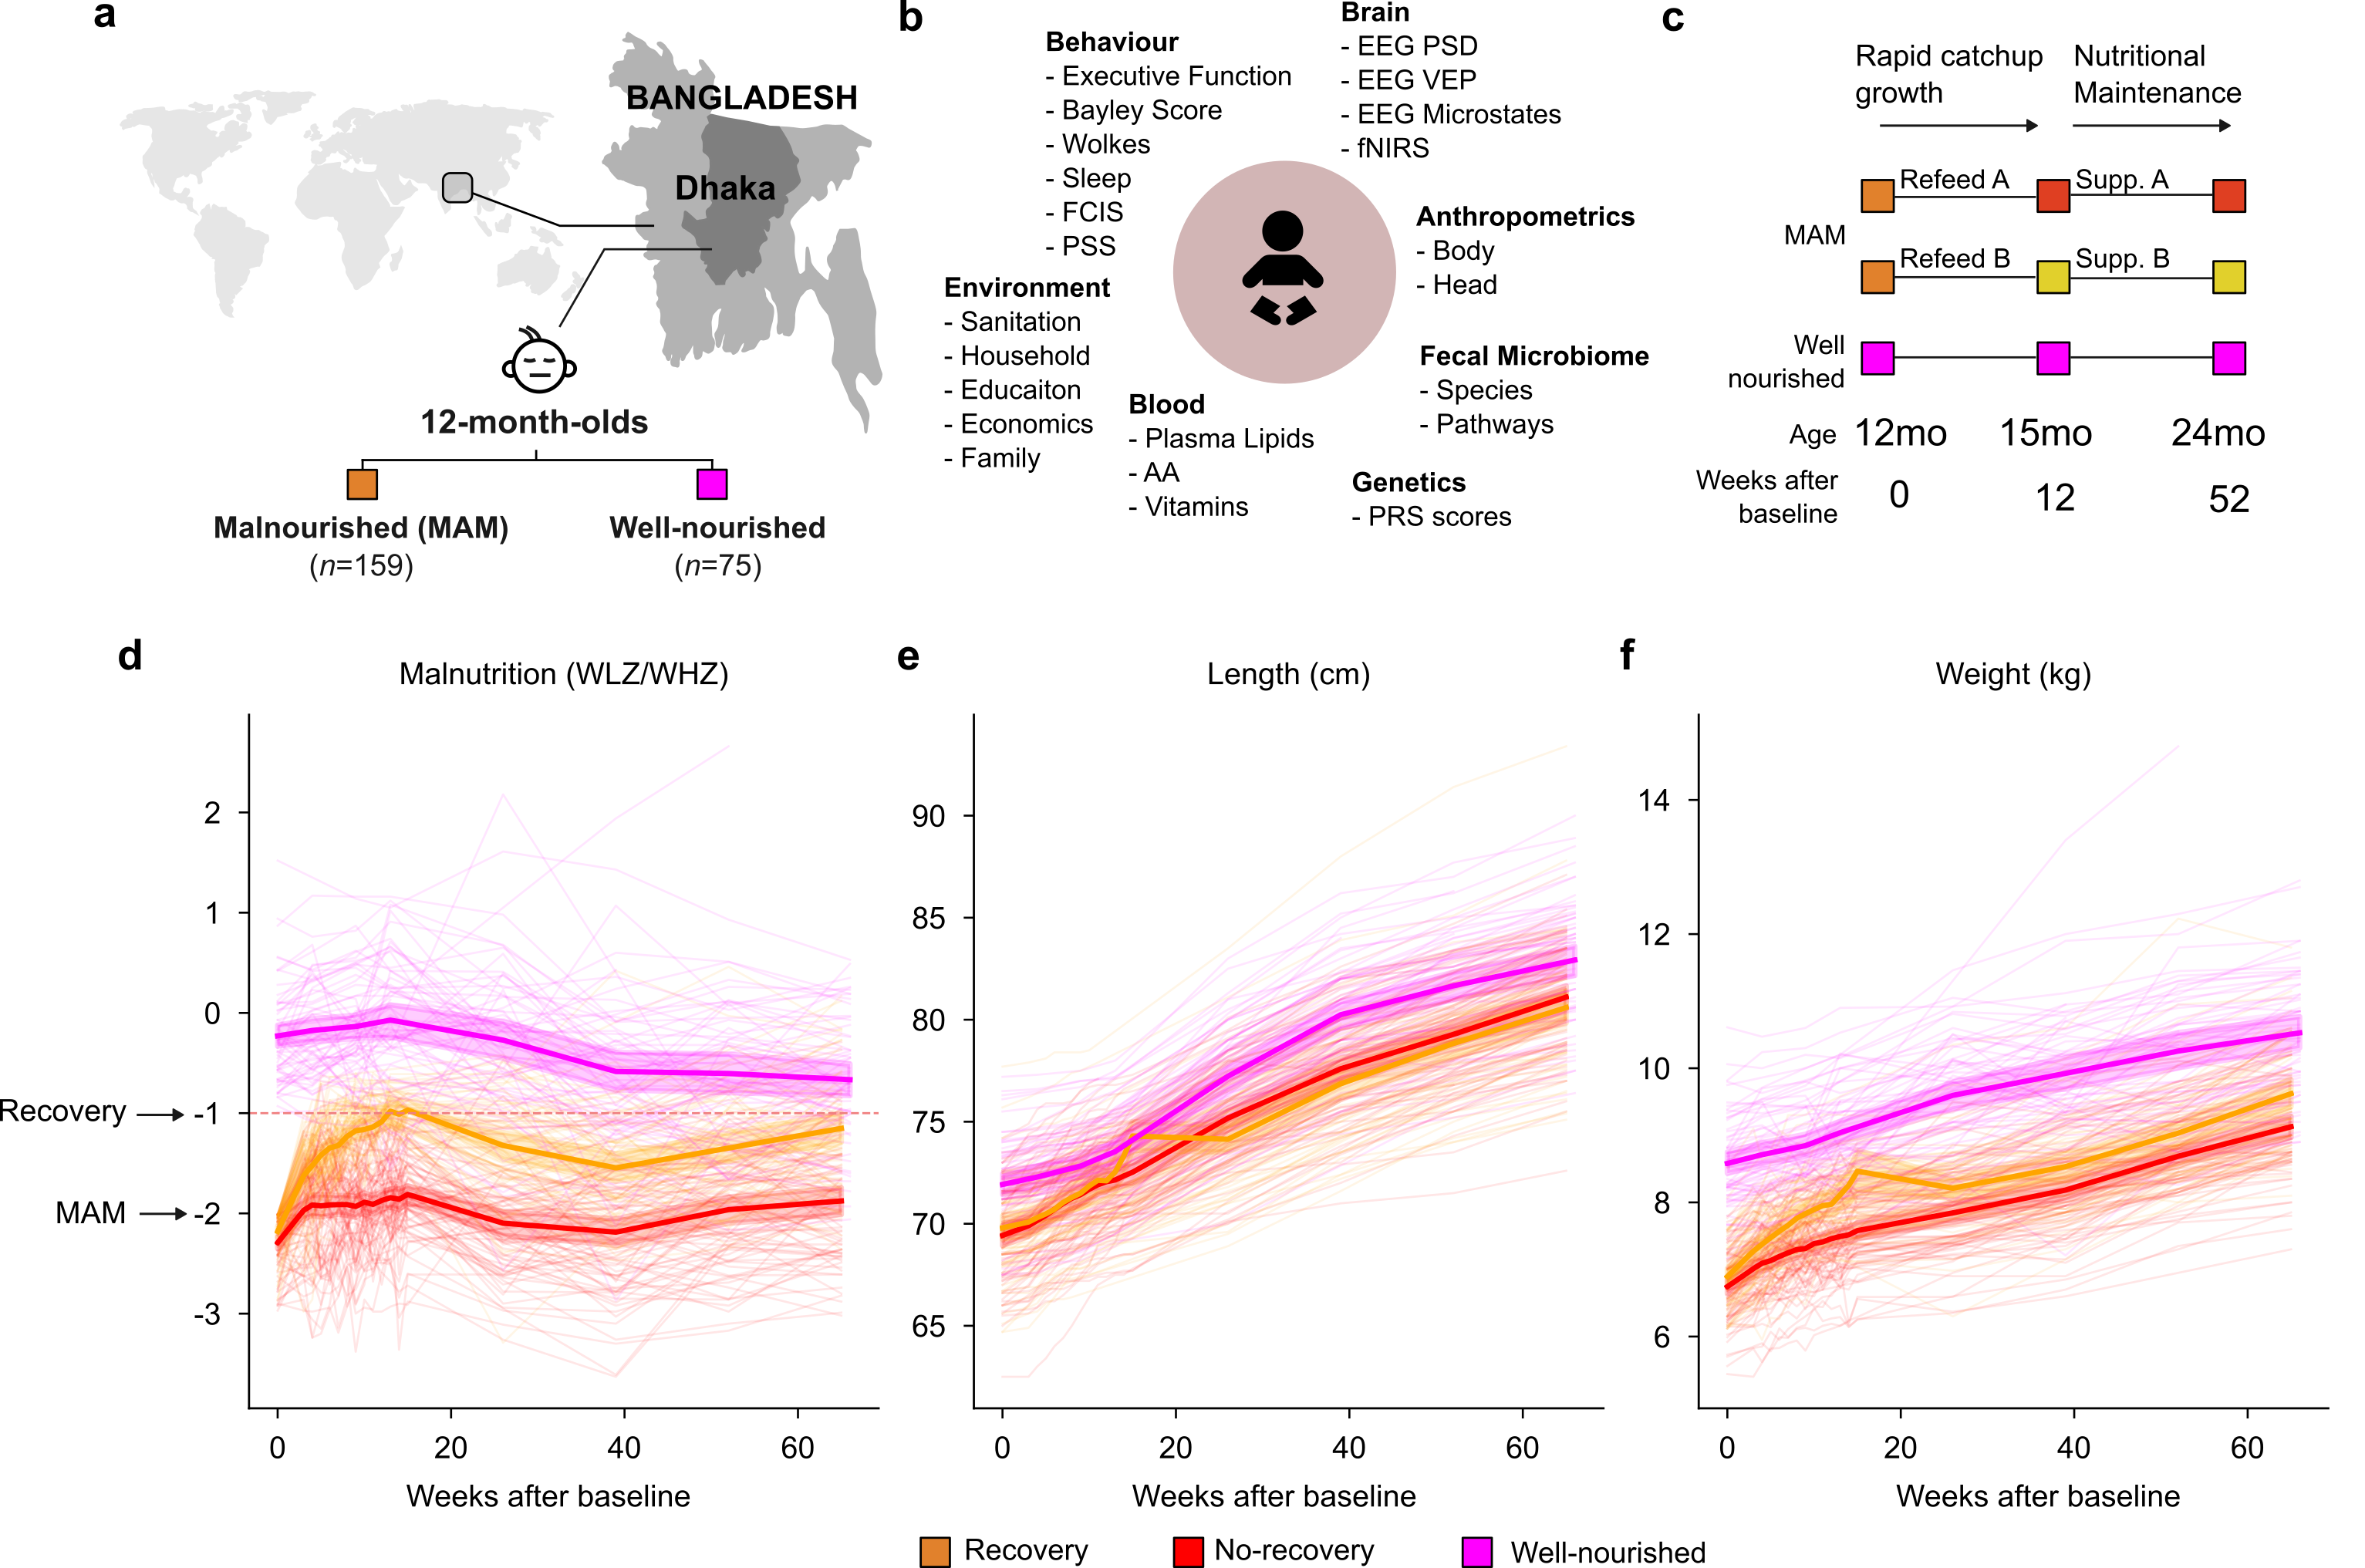 a
BANGLADESH
Dhaka
12-month-olds
Malnourished (MAM)
(n=159)
Well-nourished
(n=75)
b
Behaviour
- Executive Function
- Bayley Score
- Wolkes
- Sleep
- FCIS
- PSS
Brain
- EEG PSD
- EEG VEP
- EEG Microstates
- fNIRS
Anthropometrics
- Body
- Head
Environment
- Sanitation
- Household
- Educaiton
- Economics
- Family
Blood
- Plasma Lipids
- AA
- Vitamins
Fecal Microbiome
- Species
- Pathways
Genetics
- PRS scores
c
Rapid catchup
growth
Nutritional
Maintenance
MAM
Refeed A
Supp. A
Refeed B
Supp. B
Well
nourished
Age
12mo
15mo
24mo
Weeks after
baseline
0
12
52
d
Malnutrition (WLZ/WHZ)
2
1
0
Recovery
-1
MAM
-2
-3
0
20
40
60
Weeks after baseline
e
Length (cm)
90
85
80
75
70
65
0
20
40
60
Weeks after baseline
f
Weight (kg)
14
12
10
8
6
0
20
40
60
Weeks after baseline
Recovery
No-recovery
Well-nourished